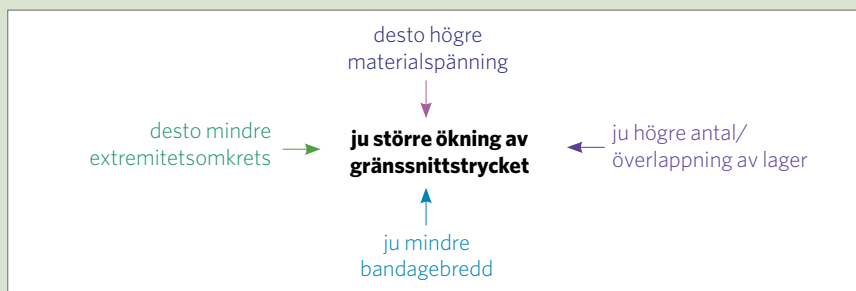 desto högre
materialspänning
desto mindre
extremitetsomkrets
ju större ökning av
gränssnittstrycket
ju högre antal/
överlappning av lager
ju mindre
bandagebredd